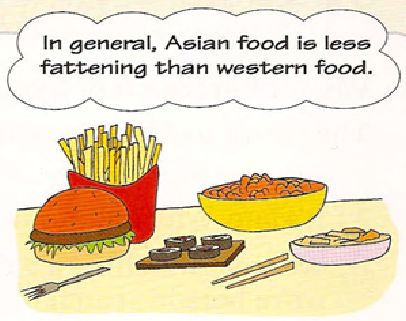 In general, Asian food is less
fattening than western food.